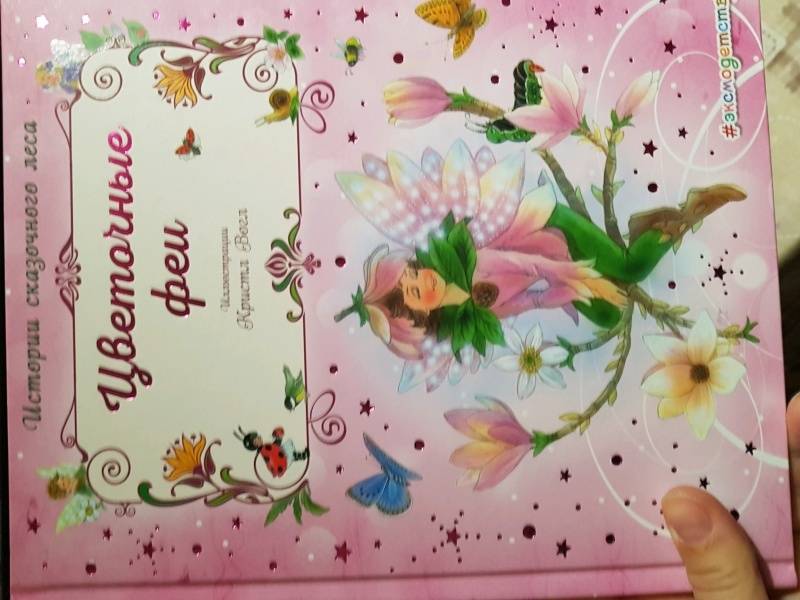 Истории сказочного леса
Цветочные
феи
Иллюстрации
Кристл Вогл
#эксмодетство